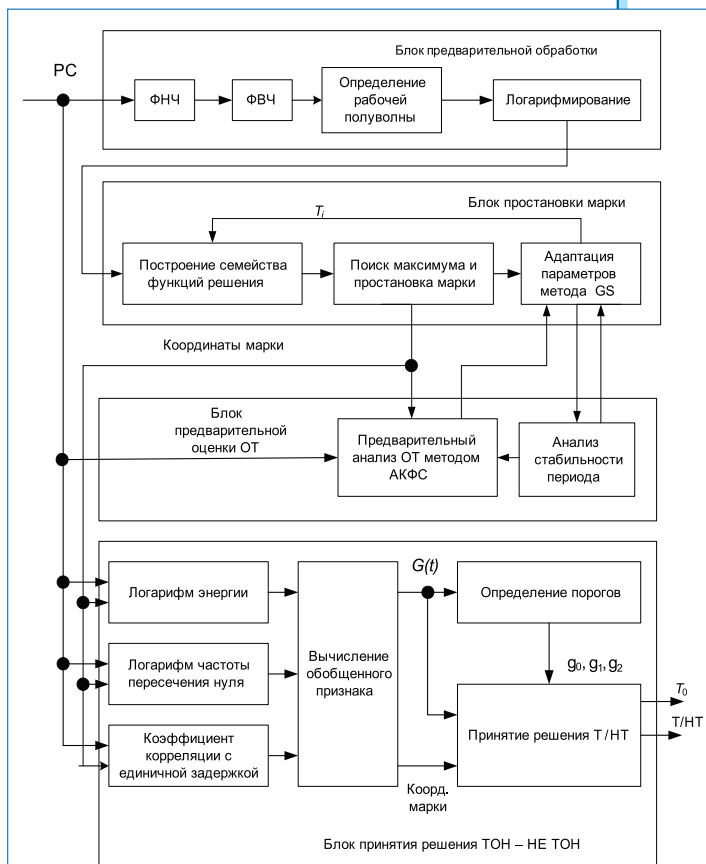 Блок предварительной обработки
РС
ФНЧ
ФВЧ
Определение
рабочей
полуволны
Логарифмирование
Блок простановки марки
Ti
Построение семейства
функций решения
Поиск максимума и
простановка марки
Адаптация
параметров
метода GS
Координаты марки
Блок
предварительной
оценки ОТ
Предварительный
анализ ОТ методом
АКФС
Анализ
стабильности
периода
G(t)
Логарифм энергии
Определение порогов
Логарифм частоты
пересечения нуля
Вычисление
обобщенного
признака
g0, g1, g2
T0
Т/НТ
Коэффициент
корреляции с
единичной задержкой
Принятие решения Т/НТ
Коорд.
марки
Блок принятия решения ТОН – НЕ ТОН